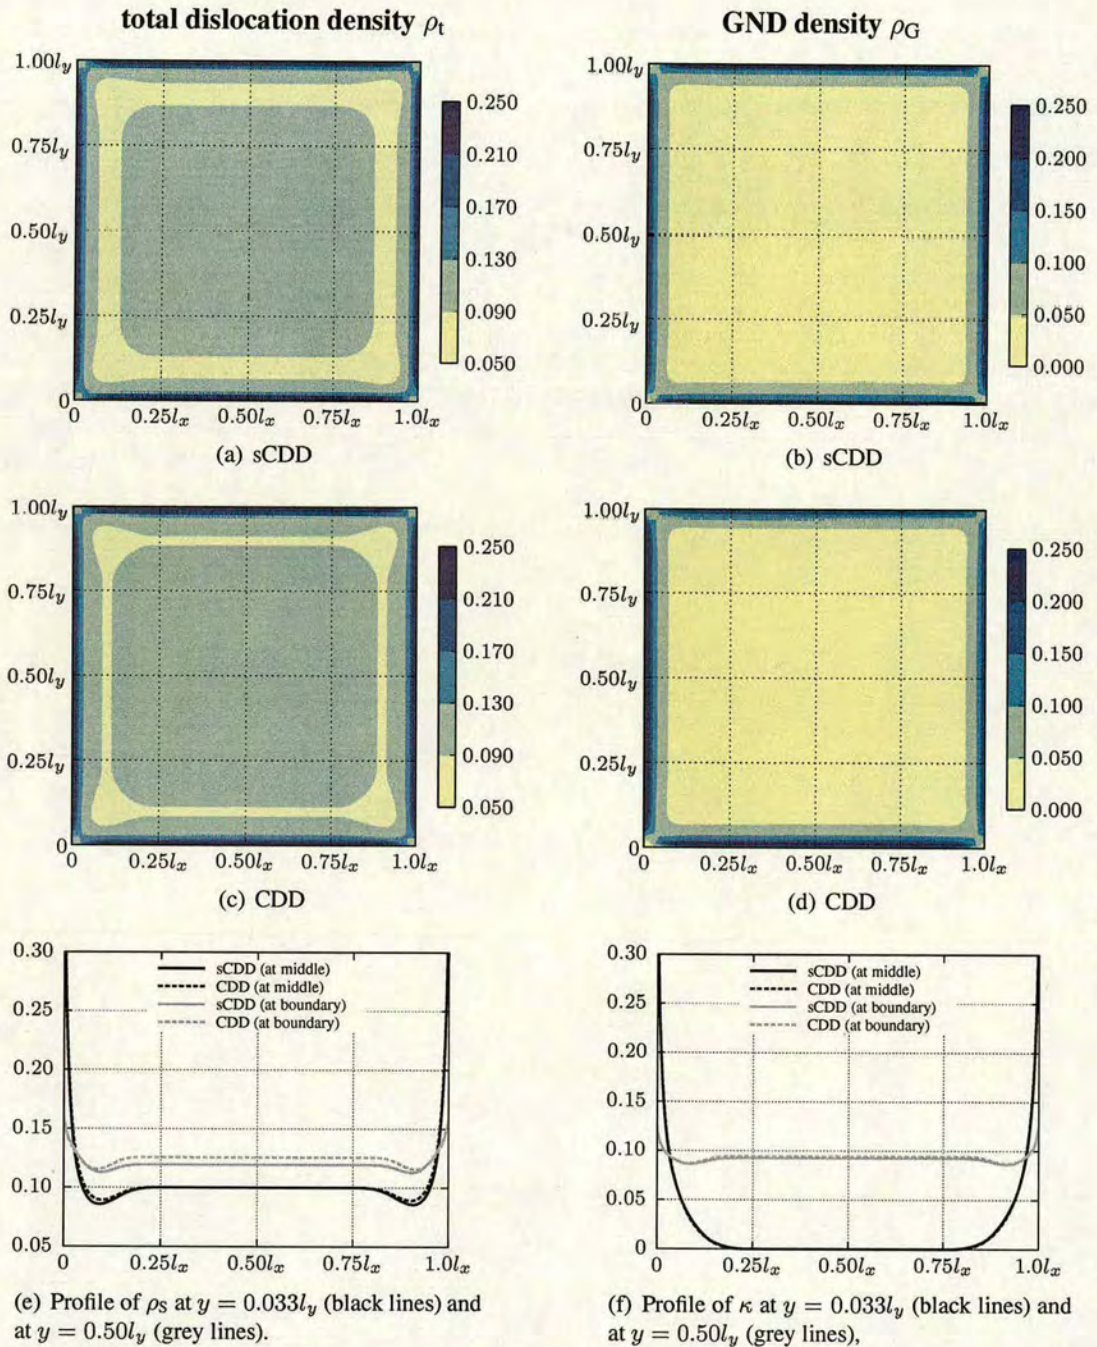 total dislocation density ρt
GND density ρG
1.00ly
0.75ly
0.50ly
0.25ly
0
0 0.25lx 0.50lx 0.75lx 1.0lx
0.250
0.210
0.170
0.130
0.090
0.050
(a) sCDD
1.00ly
0.75ly
0.50ly
0.25ly
0
0 0.25lx 0.50lx 0.75lx 1.0lx
0.250
0.200
0.150
0.100
0.050
0.000
(b) sCDD
1.00ly
0.75ly
0.50ly
0.25ly
0
0 0.25lx 0.50lx 0.75lx 1.0lx
0.250
0.210
0.170
0.130
0.090
0.050
(c) CDD
1.00ly
0.75ly
0.50ly
0.25ly
0
0 0.25lx 0.50lx 0.75lx 1.0lx
0.250
0.200
0.150
0.100
0.050
0.000
(d) CDD
0.30
0.25
0.20
0.15
0.10
0.05
sCDD (at middle)
CDD (at middle)
sCDD (at boundary)
CDD (at boundary)
0 0.25lx 0.50lx 0.75lx 1.0lx
(e) Profile of ρS at y = 0.033ly (black lines) and
at y = 0.50ly (grey lines).
0.30
0.25
0.20
0.15
0.10
0.05
0
sCDD (at middle)
CDD (at middle)
sCDD (at boundary)
CDD (at boundary)
0 0.25lx 0.50lx 0.75lx 1.0lx
(f) Profile of κ at y = 0.033ly (black lines) and
at y = 0.50ly (grey lines),